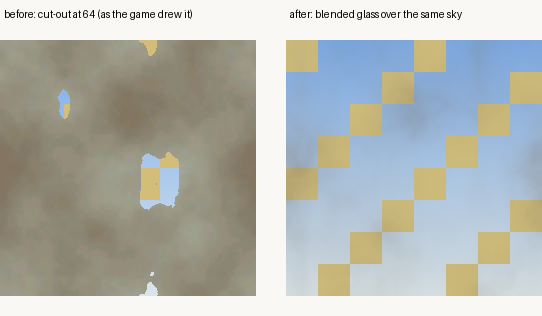 before: cut-out at 64 (as the game drew it)
after: blended glass over the same sky